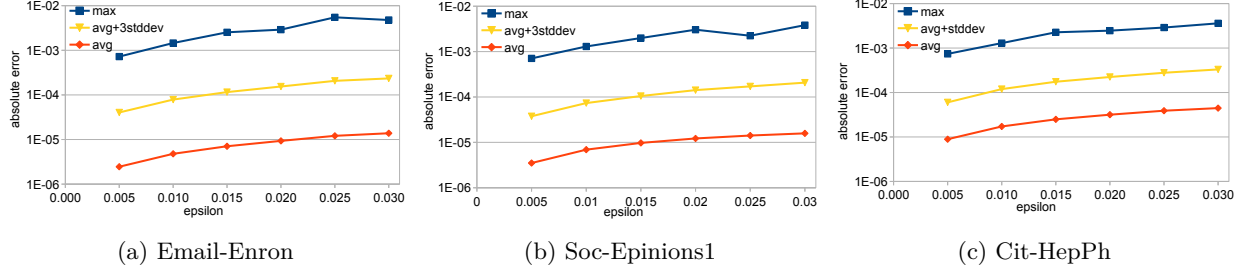 1E-02
max
avg+3stddev
1E-03
avg
1E-04
1E-05
1E-06
absolute error
0.000 0.005 0.010 0.015 0.020 0.025 0.030
epsilon
(a) Email-Enron
1E-02
max
avg+3stddev
1E-03
avg
1E-04
1E-05
1E-06
absolute error
0 0.005 0.01 0.015 0.02 0.025 0.03
epsilon
(b) Soc-Epinions1
1E-02
max
avg+stddev
1E-03
avg
1E-04
1E-05
1E-06
absolute error
0.000 0.005 0.010 0.015 0.020 0.025 0.030
epsilon
(c) Cit-HepPh